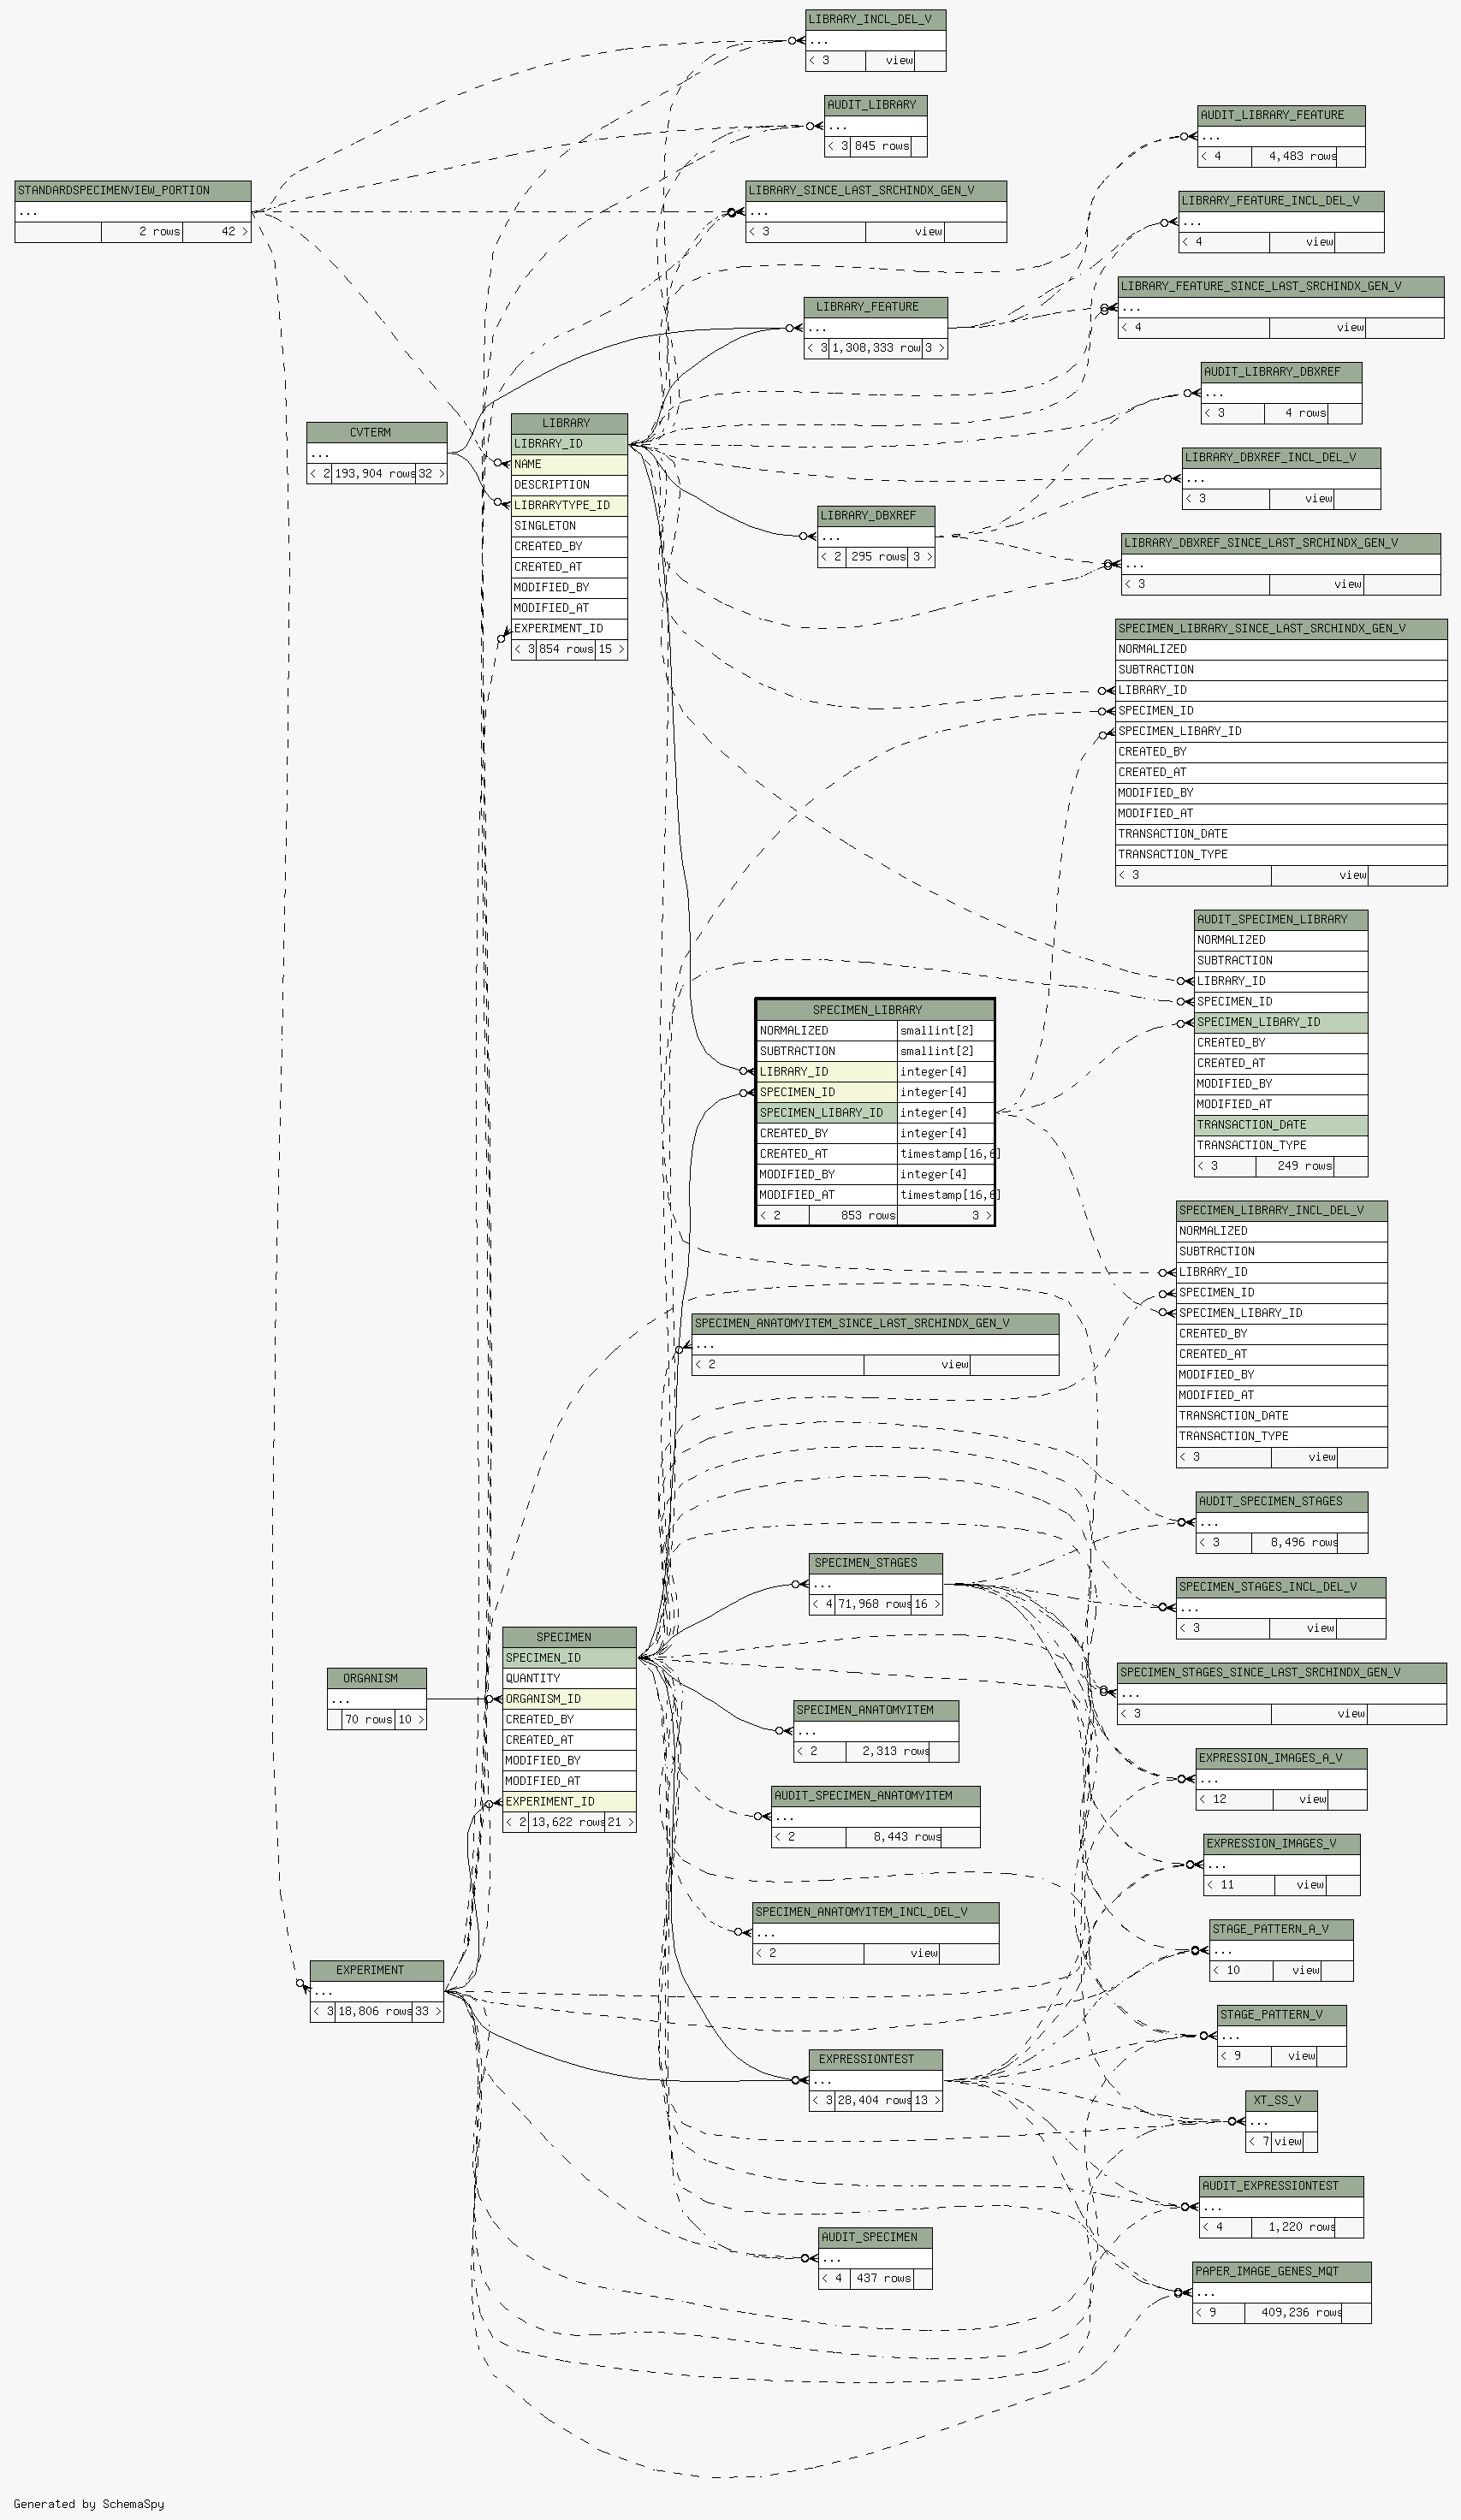 LIBRARY_INCL_DEL_V
...
< 3 view
AUDIT_LIBRARY
...
< 3 845 rows
AUDIT_LIBRARY_FEATURE
...
< 4 4,483 rows
STANDARDSPECIMENVIEW_PORTION
...
2 rows 42 >
LIBRARY_SINCE_LAST_SRCHINDX_GEN_V
...
< 3 view
LIBRARY_FEATURE_INCL_DEL_V
...
< 4 view
LIBRARY_FEATURE
...
< 3 1,308,333 row 3 >
LIBRARY_FEATURE_SINCE_LAST_SRCHINDX_GEN_V
...
< 4 view
AUDIT_LIBRARY_DBXREF
...
< 3 4 rows
CVTERM
...
< 2 193,904 rows 32 >
LIBRARY
LIBRARY_ID
NAME
DESCRIPTION
LIBRARYTYPE_ID
SINGLETON
CREATED_BY
CREATED_AT
MODIFIED_BY
MODIFIED_AT
EXPERIMENT_ID
< 3 854 rows 15 >
LIBRARY_DBXREF_INCL_DEL_V
...
< 3 view
LIBRARY_DBXREF
...
< 2 295 rows 3 >
LIBRARY_DBXREF_SINCE_LAST_SRCHINDX_GEN_V
...
< 3 view
SPECIMEN_LIBRARY_SINCE_LAST_SRCHINDX_GEN_V
NORMALIZED
SUBTRACTION
LIBRARY_ID
SPECIMEN_ID
SPECIMEN_LIBARY_ID
CREATED_BY
CREATED_AT
MODIFIED_BY
MODIFIED_AT
TRANSACTION_DATE
TRANSACTION_TYPE
< 3 view
AUDIT_SPECIMEN_LIBRARY
NORMALIZED
SUBTRACTION
LIBRARY_ID
SPECIMEN_ID
SPECIMEN_LIBARY_ID
CREATED_BY
CREATED_AT
MODIFIED_BY
MODIFIED_AT
TRANSACTION_DATE
TRANSACTION_TYPE
< 3 249 rows
SPECIMEN_LIBRARY
NORMALIZED smallint[2]
SUBTRACTION smallint[2]
LIBRARY_ID integer[4]
SPECIMEN_ID integer[4]
SPECIMEN_LIBARY_ID integer[4]
CREATED_BY integer[4]
CREATED_AT timestamp[16,6]
MODIFIED_BY integer[4]
MODIFIED_AT timestamp[16,6]
< 2 853 rows 3 >
SPECIMEN_LIBRARY_INCL_DEL_V
NORMALIZED
SUBTRACTION
LIBRARY_ID
SPECIMEN_ID
SPECIMEN_LIBARY_ID
CREATED_BY
CREATED_AT
MODIFIED_BY
MODIFIED_AT
TRANSACTION_DATE
TRANSACTION_TYPE
< 3 view
SPECIMEN_ANATOMYITEM_SINCE_LAST_SRCHINDX_GEN_V
...
< 2 view
AUDIT_SPECIMEN_STAGES
...
< 3 8,496 rows
SPECIMEN_STAGES
...
< 4 71,968 rows 16 >
SPECIMEN_STAGES_INCL_DEL_V
...
< 3 view
SPECIMEN
SPECIMEN_ID
QUANTITY
ORGANISM_ID
CREATED_BY
CREATED_AT
MODIFIED_BY
MODIFIED_AT
EXPERIMENT_ID
< 2 13,622 rows 21 >
ORGANISM
...
70 rows 10 >
SPECIMEN_STAGES_SINCE_LAST_SRCHINDX_GEN_V
...
< 3 view
SPECIMEN_ANATOMYITEM
...
< 2 2,313 rows
EXPRESSION_IMAGES_A_V
...
< 12 view
AUDIT_SPECIMEN_ANATOMYITEM
...
< 2 8,443 rows
EXPRESSION_IMAGES_V
...
< 11 view
SPECIMEN_ANATOMYITEM_INCL_DEL_V
...
< 2 view
STAGE_PATTERN_A_V
...
< 10 view
EXPERIMENT
...
< 3 18,806 rows 33 >
STAGE_PATTERN_V
...
< 9 view
EXPRESSIONTEST
...
< 3 28,404 rows 13 >
XT_SS_V
...
< 7 view
AUDIT_EXPRESSIONTEST
...
< 4 1,220 rows
AUDIT_SPECIMEN
...
< 4 437 rows
PAPER_IMAGE_GENES_MQT
...
< 9 409,236 rows
Generated by SchemaSpy